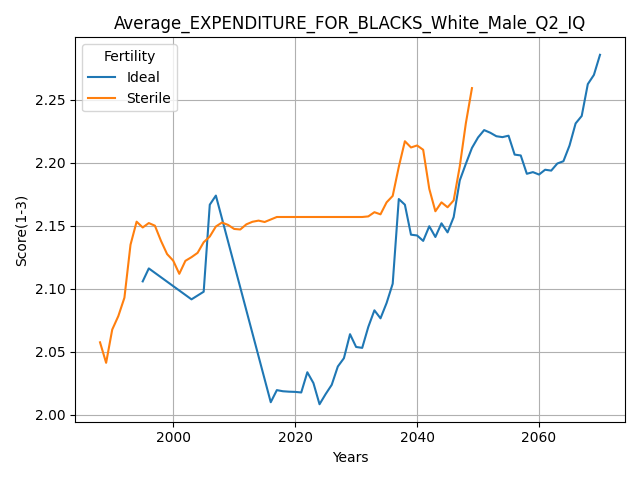 Average_EXPENDITURE_FOR_BLACKS_White_Male_Q2_IQ
Fertility
Ideal
Sterile
Score(1-3)
2.25
2.20
2.15
2.10
2.05
2.00
2000 2020 2040 2060
Years